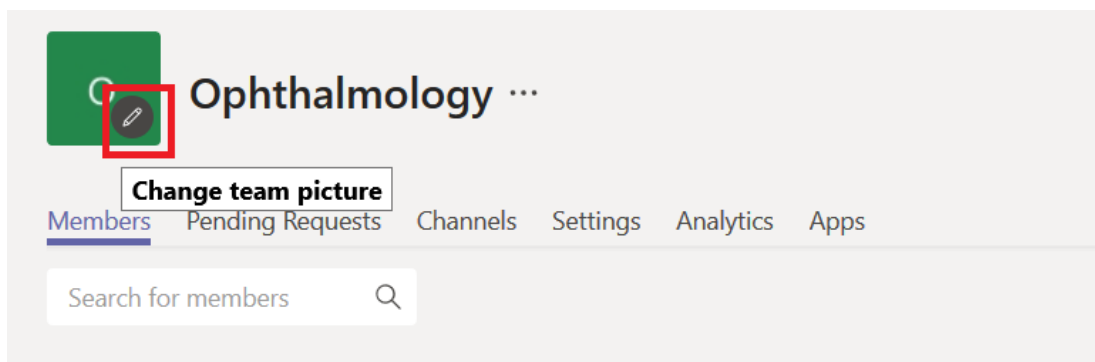 O
Ophthalmology ...
Change team picture
Members Pending Requests Channels Settings Analytics Apps
Search for members